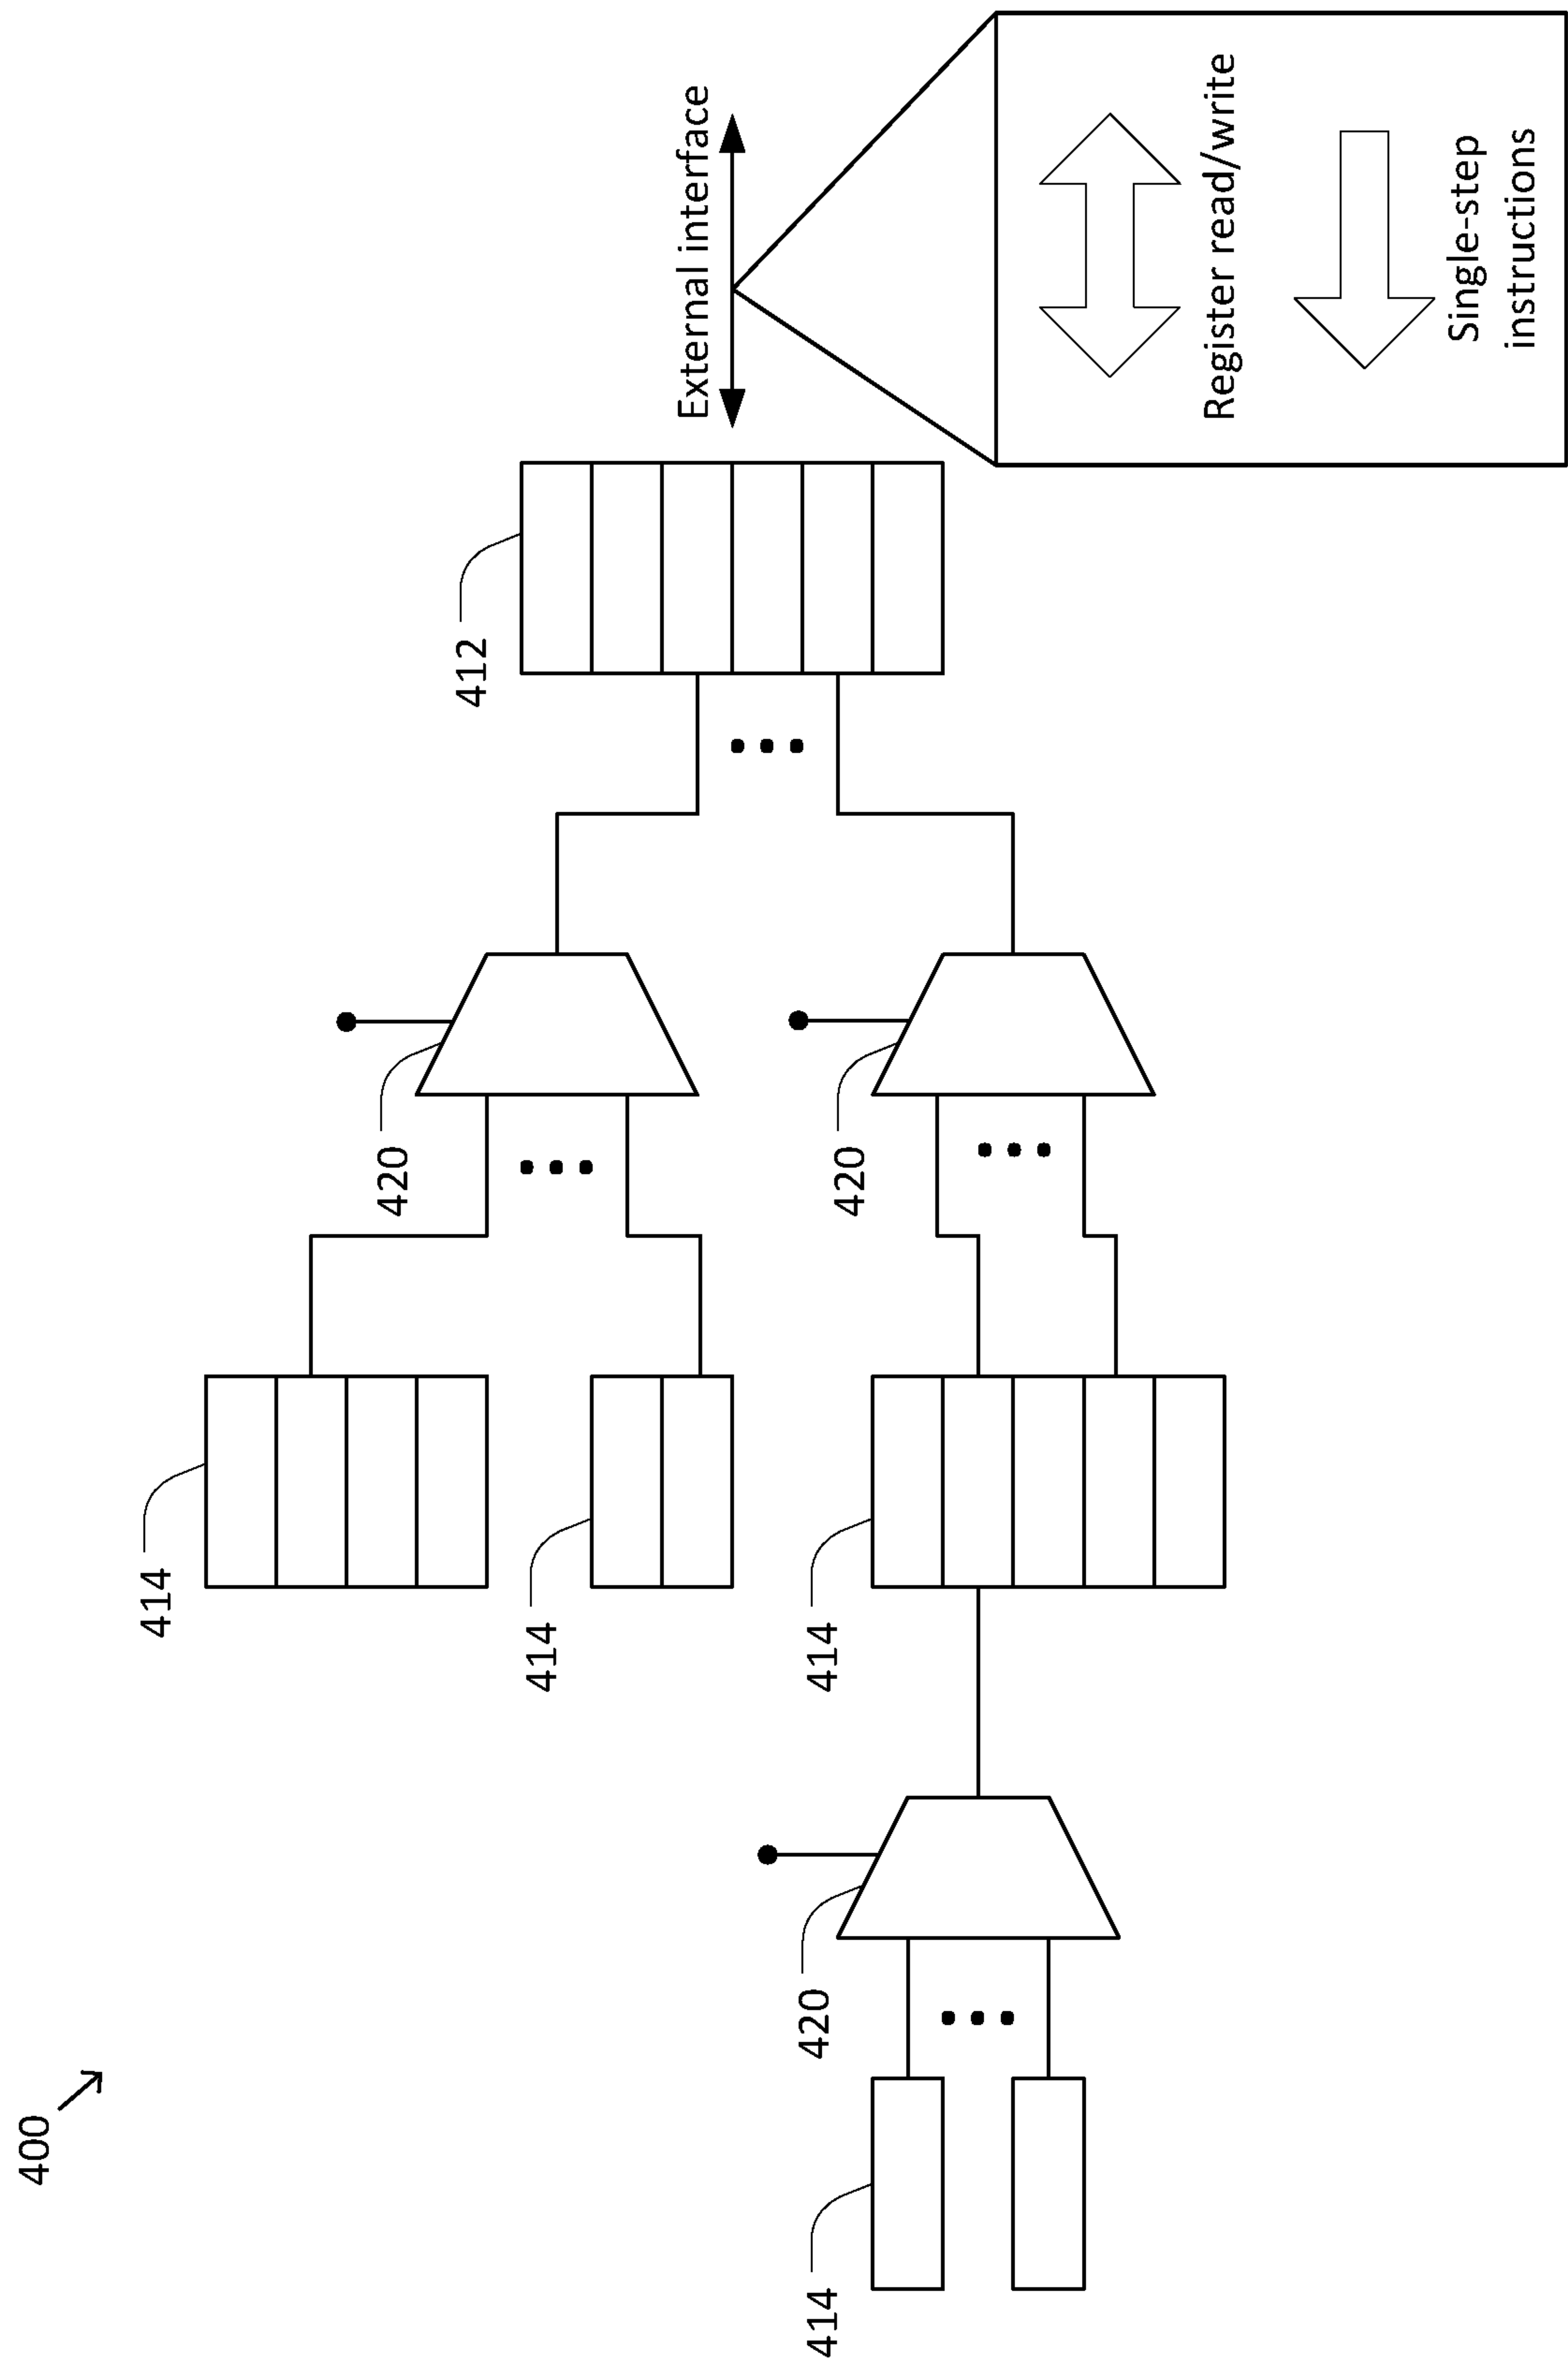 400
414
414
414
414
420
420
420
412
External interface
Register read/write
Single-step
instructions